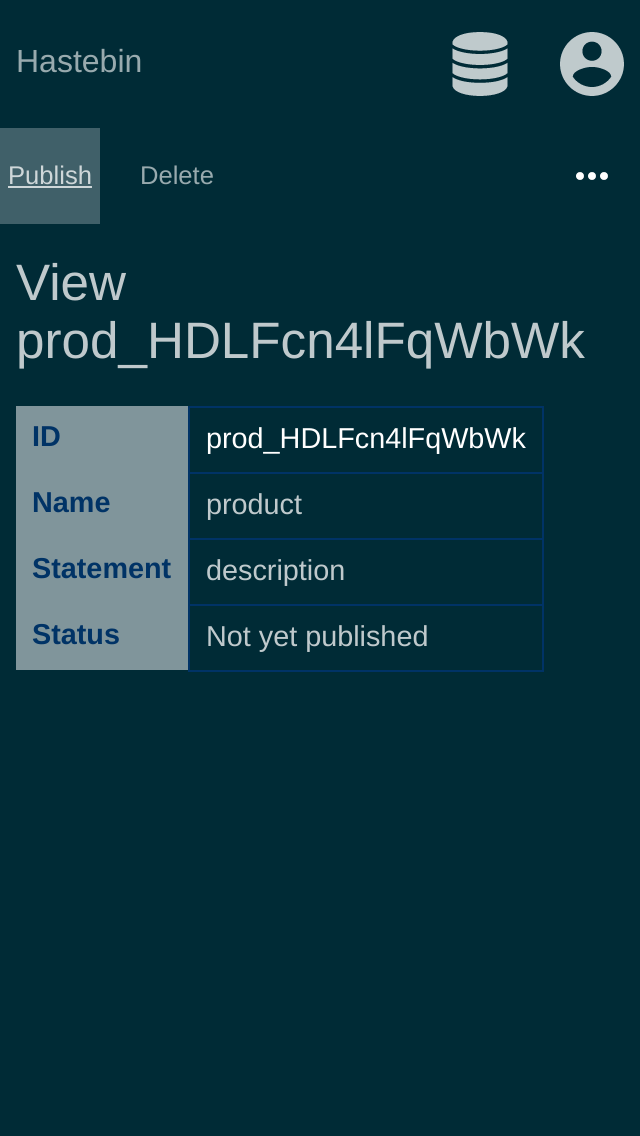 Hastebin
Publish Delete
View
prod_HDLFcn4lFqWbWk
ID prod_HDLFcn4lFqWbWk
Name product
Statement description
Status Not yet published